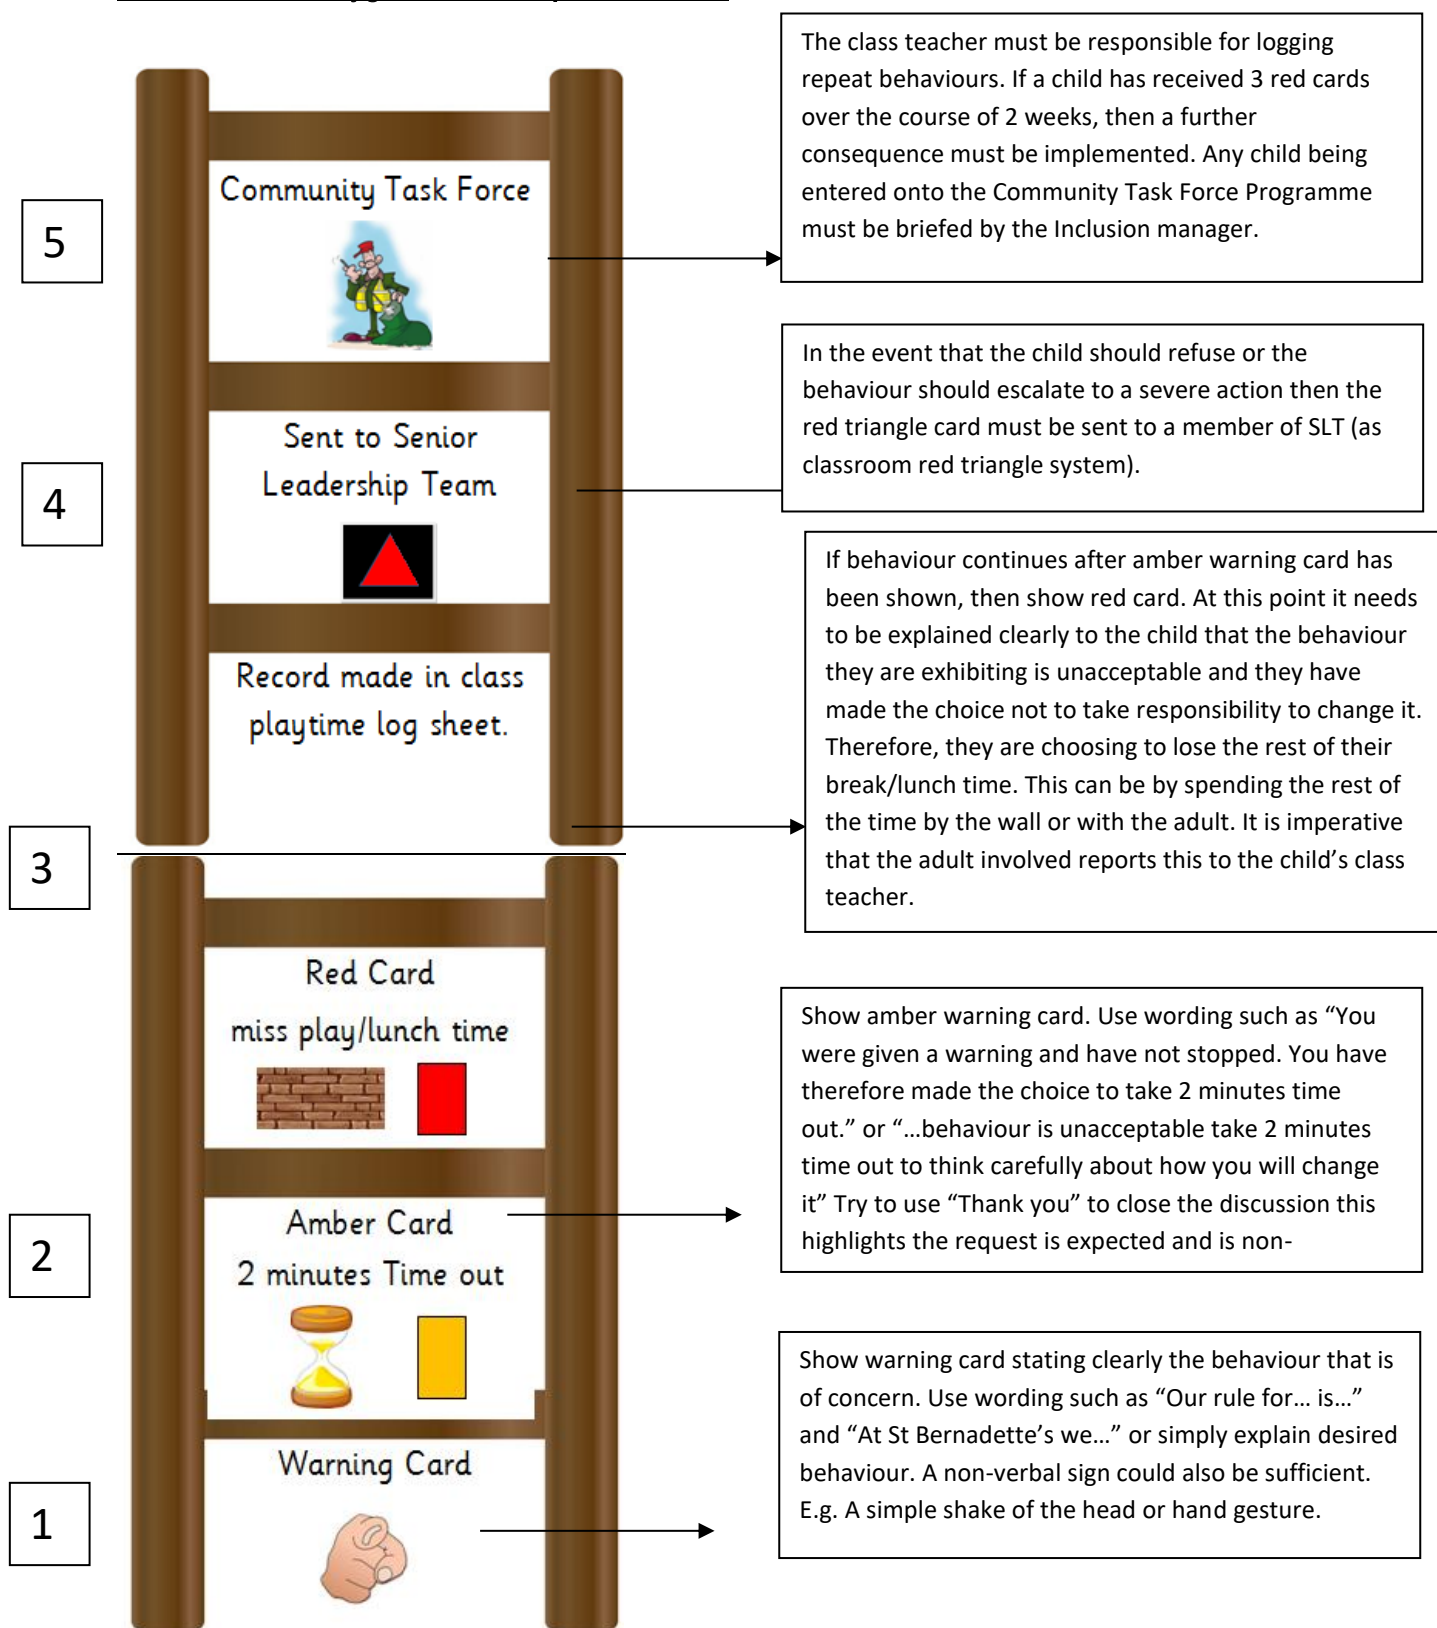 The class teacher must be responsible for logging
repeat behaviours. If a child has received 3 red cards
over the course of 2 weeks, then a further
consequence must be implemented. Any child being
entered onto the Community Task Force Programme
must be briefed by the Inclusion manager.
5
Community Task Force
In the event that the child should refuse or the
behaviour should escalate to a severe action then the
red triangle card must be sent to a member of SLT (as
classroom red triangle system).
4
Sent to Senior
Leadership Team
Record made in class
playtime log sheet.
If behaviour continues after amber warning card has
been shown, then show red card. At this point it needs
to be explained clearly to the child that the behaviour
they are exhibiting is unacceptable and they have
made the choice not to take responsibility to change it.
Therefore, they are choosing to lose the rest of their
break/lunch time. This can be by spending the rest of
the time by the wall or with the adult. It is imperative
that the adult involved reports this to the child’s class
teacher.
3
Red Card
miss play/lunch time
Show amber warning card. Use wording such as “You
were given a warning and have not stopped. You have
therefore made the choice to take 2 minutes time
out.” or “…behaviour is unacceptable take 2 minutes
time out to think carefully about how you will change
it” Try to use “Thank you” to close the discussion this
highlights the request is expected and is non-
2
Amber Card
2 minutes Time out
Show warning card stating clearly the behaviour that is
of concern. Use wording such as “Our rule for… is…”
and “At St Bernadette’s we…” or simply explain desired
behaviour. A non-verbal sign could also be sufficient.
E.g. A simple shake of the head or hand gesture.
1
Warning Card